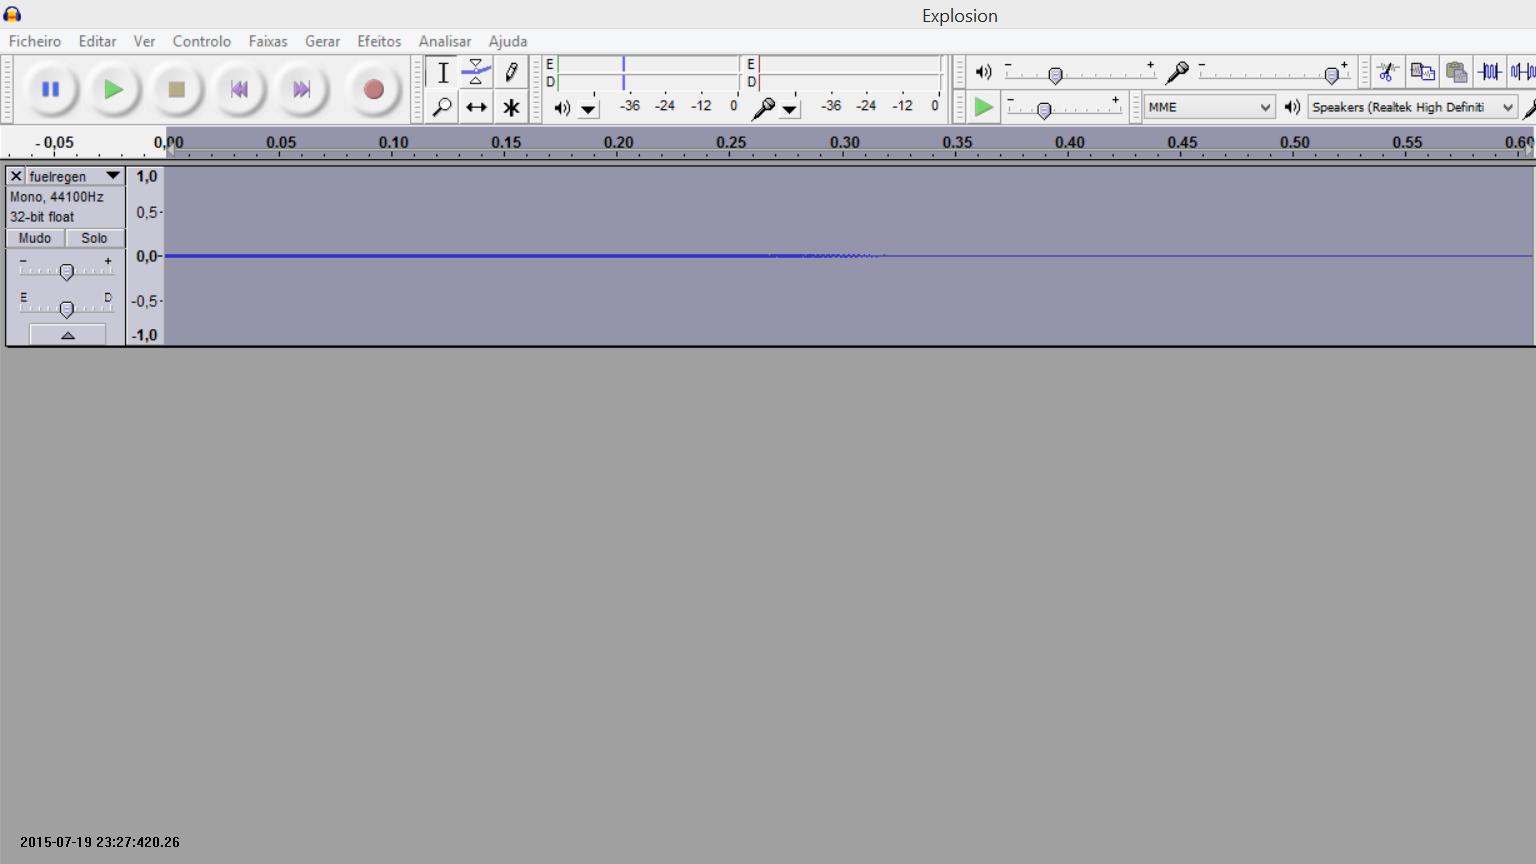 Explosion
Ficheiro Editar Ver Controlo Faixas Gerar Efeitos Analisar Ajuda
E E
D D
-36 -24 -12 0 -36 -24 -12 0
MME Speakers (Realtek High Definiti
- 0,05 0,00 0.05 0.10 0.15 0.20 0.25 0.30 0.35 0.40 0.45 0.50 0.55 0.60
fuelregen 1,0
Mono, 44100Hz
32-bit float 0,5
Mudo Solo
0,0
E D -0,5
-1,0
2015-07-19 23:27:420.26